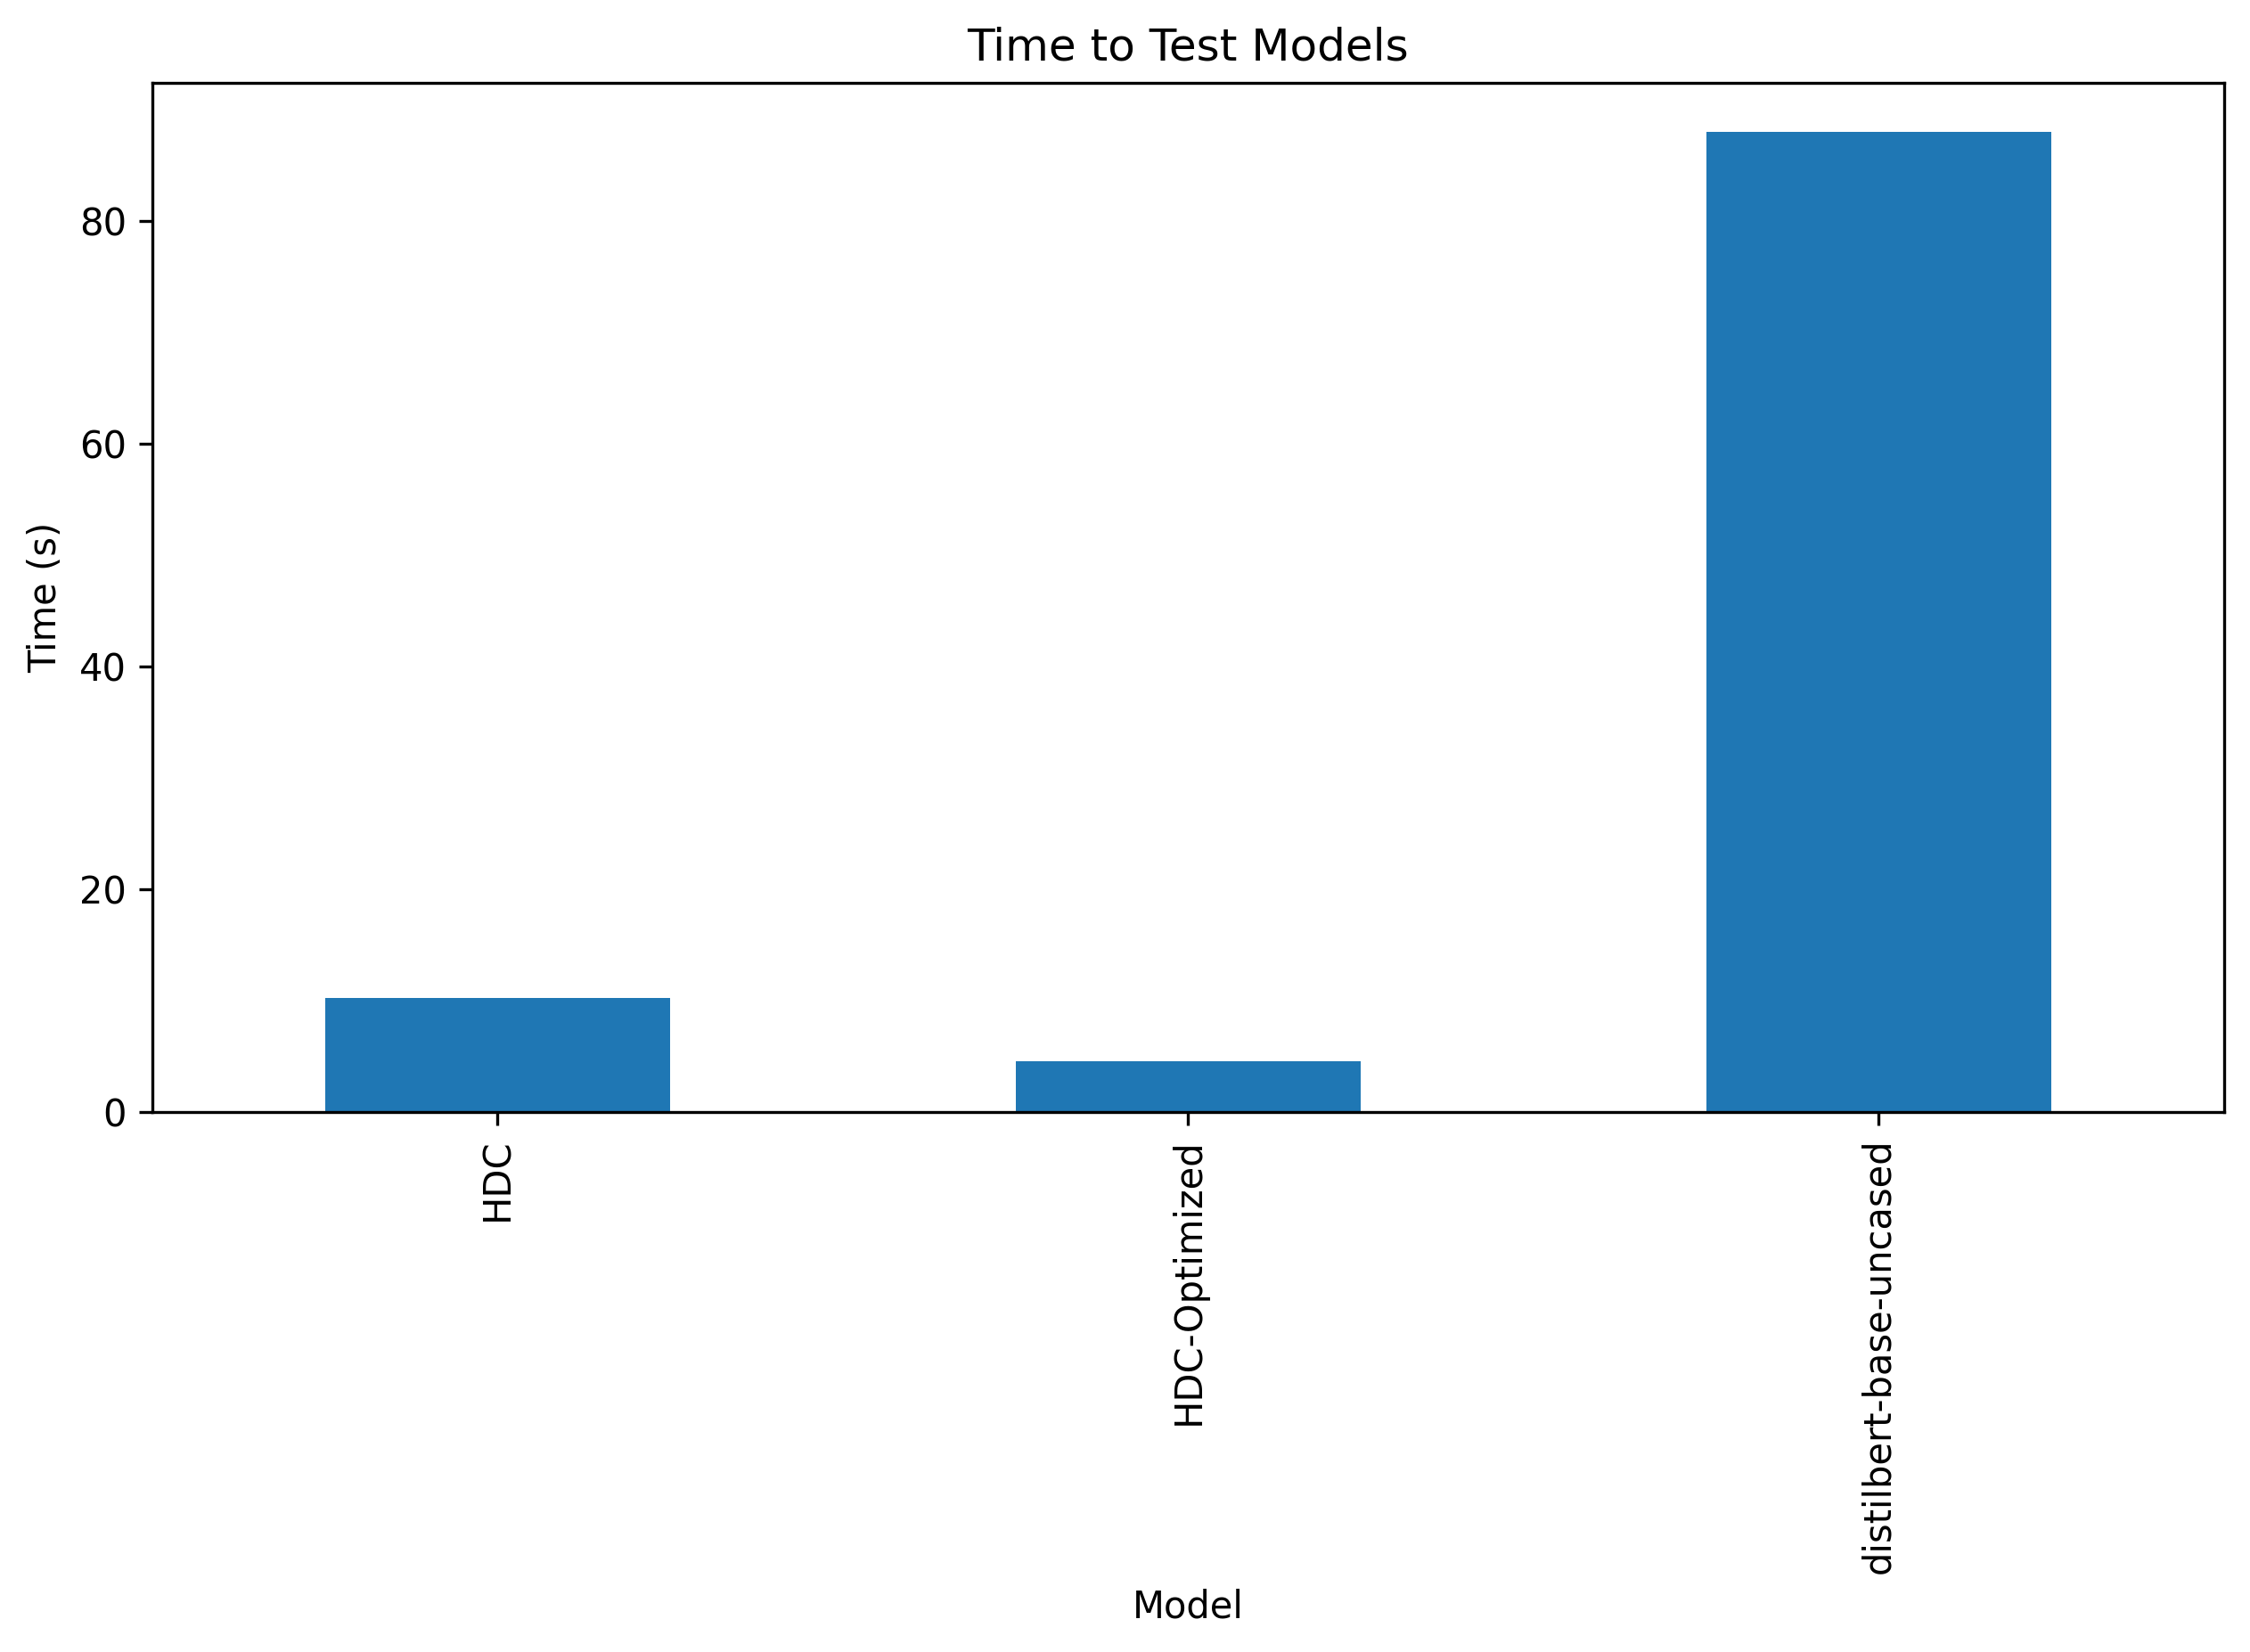 Time to Test Models
Time (s)
80
60
40
20
0
HDC
HDC-Optimized
distilbert-base-uncased
Model